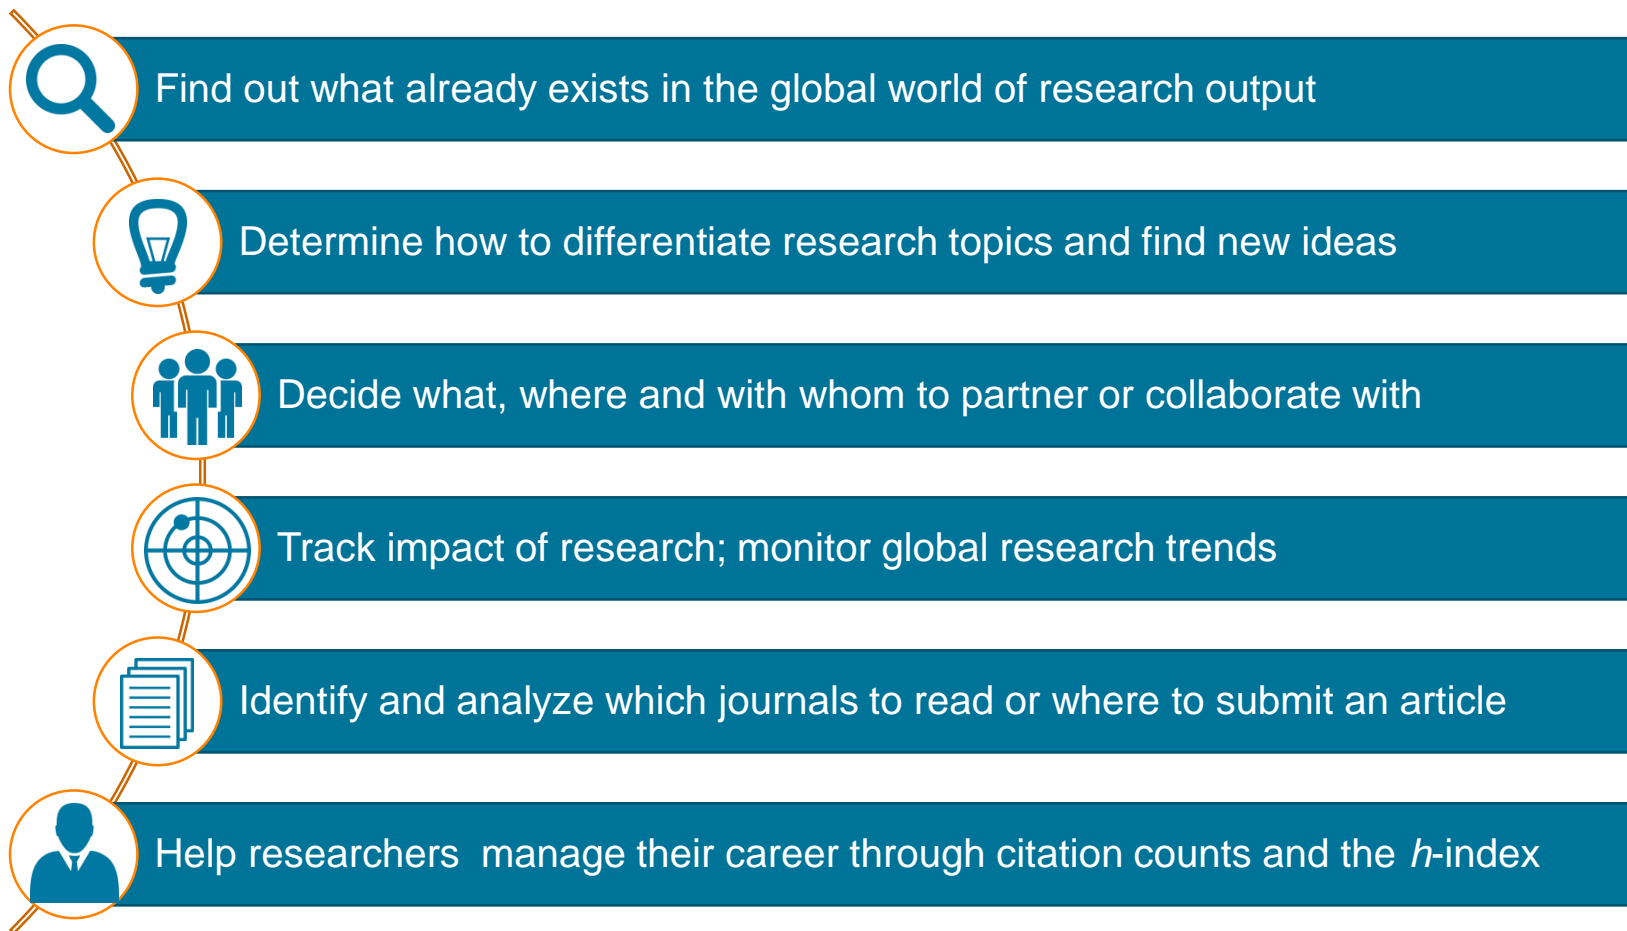 Find out what already exists in the global world of research output
Determine how to differentiate research topics and find new ideas
Decide what, where and with whom to partner or collaborate with
Track impact of research; monitor global research trends
Identify and analyze which journals to read or where to submit an article
Help researchers  manage their career through citation counts and the h-index